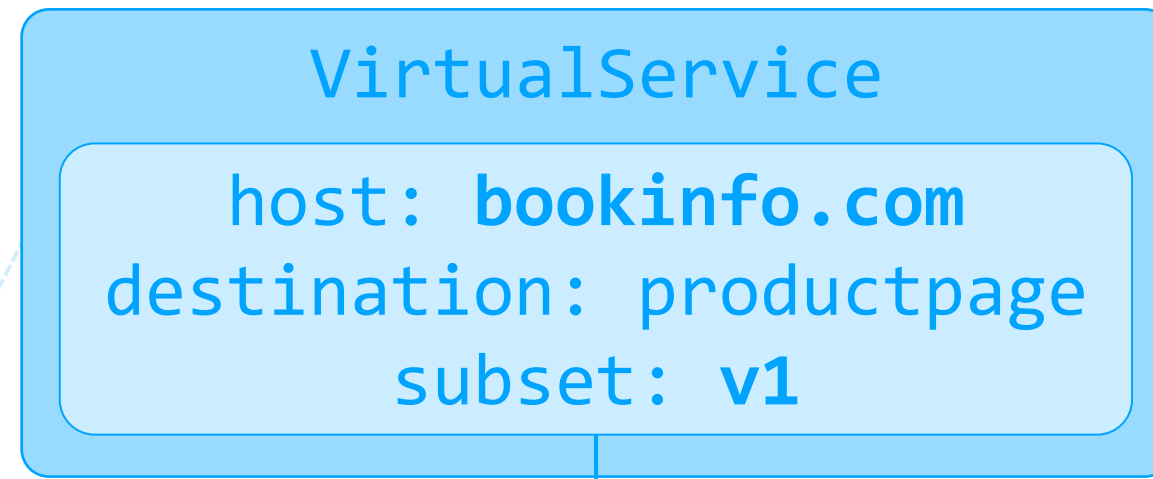 VirtualService
host: bookinfo.com
destination: productpage
subset: v1